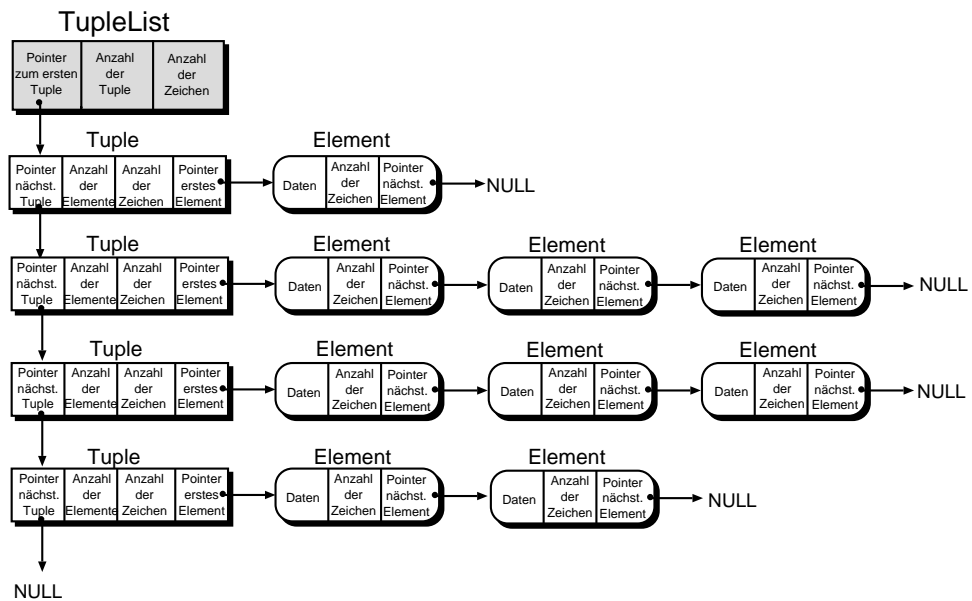 TupleList
Pointer zum ersten Tuple
Anzahl der Tuple
Anzahl der Zeichen
Tuple
Pointer nächst. Tuple
Anzahl der Elemente
Anzahl der Zeichen
Pointer erstes Element
Element
Daten
Anzahl der Zeichen
Pointer nächst. Element
NULL
Tuple
Pointer nächst. Tuple
Anzahl der Elemente
Anzahl der Zeichen
Pointer erstes Element
Element
Daten
Anzahl der Zeichen
Pointer nächst. Element
Element
Daten
Anzahl der Zeichen
Pointer nächst. Element
Element
Daten
Anzahl der Zeichen
Pointer nächst. Element
NULL
Tuple
Pointer nächst. Tuple
Anzahl der Elemente
Anzahl der Zeichen
Pointer erstes Element
Element
Daten
Anzahl der Zeichen
Pointer nächst. Element
Element
Daten
Anzahl der Zeichen
Pointer nächst. Element
Element
Daten
Anzahl der Zeichen
Pointer nächst. Element
NULL
Tuple
Pointer nächst. Tuple
Anzahl der Elemente
Anzahl der Zeichen
Pointer erstes Element
Element
Daten
Anzahl der Zeichen
Pointer nächst. Element
Element
Daten
Anzahl der Zeichen
Pointer nächst. Element
NULL
NULL